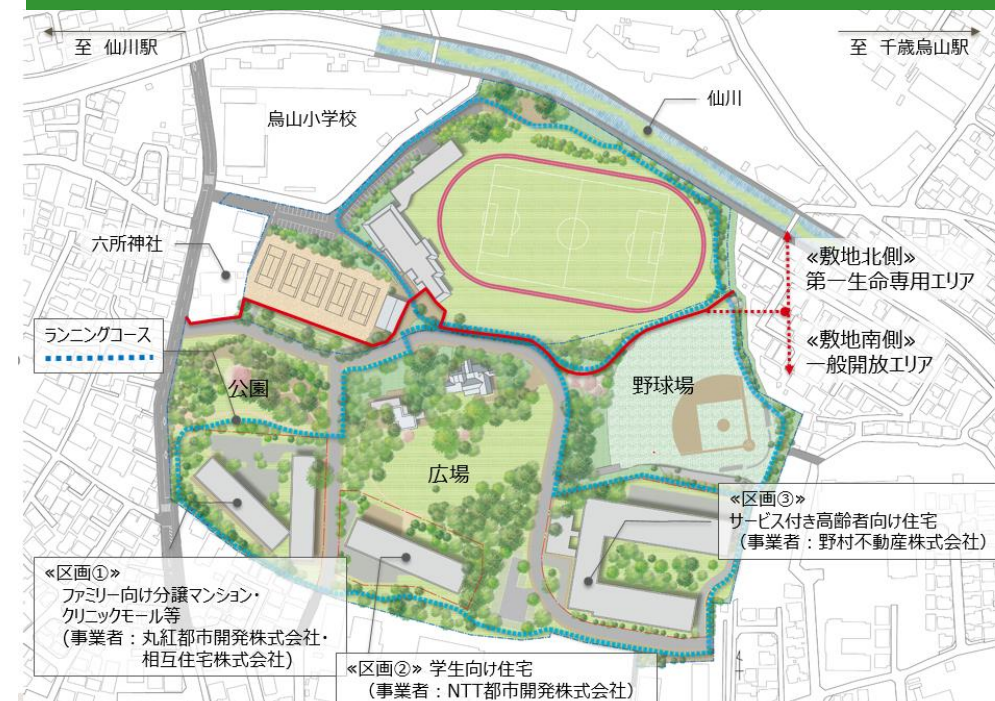 至 仙川駅
至 千歳烏山駅
仙川
烏山小学校
六所神社
≪敷地北側≫
第一生命専用エリア
≪敷地南側≫
一般開放エリア
ランニングコース
公園
野球場
広場
≪区画③≫
サービス付き高齢者向け住宅
（事業者：野村不動産株式会社）
≪区画①≫
ファミリー向け分譲マンション・
クリニックモール等
(事業者：丸紅都市開発株式会社・
相互住宅株式会社)
≪区画②≫ 学生向け住宅
（事業者：NTT都市開発株式会社）